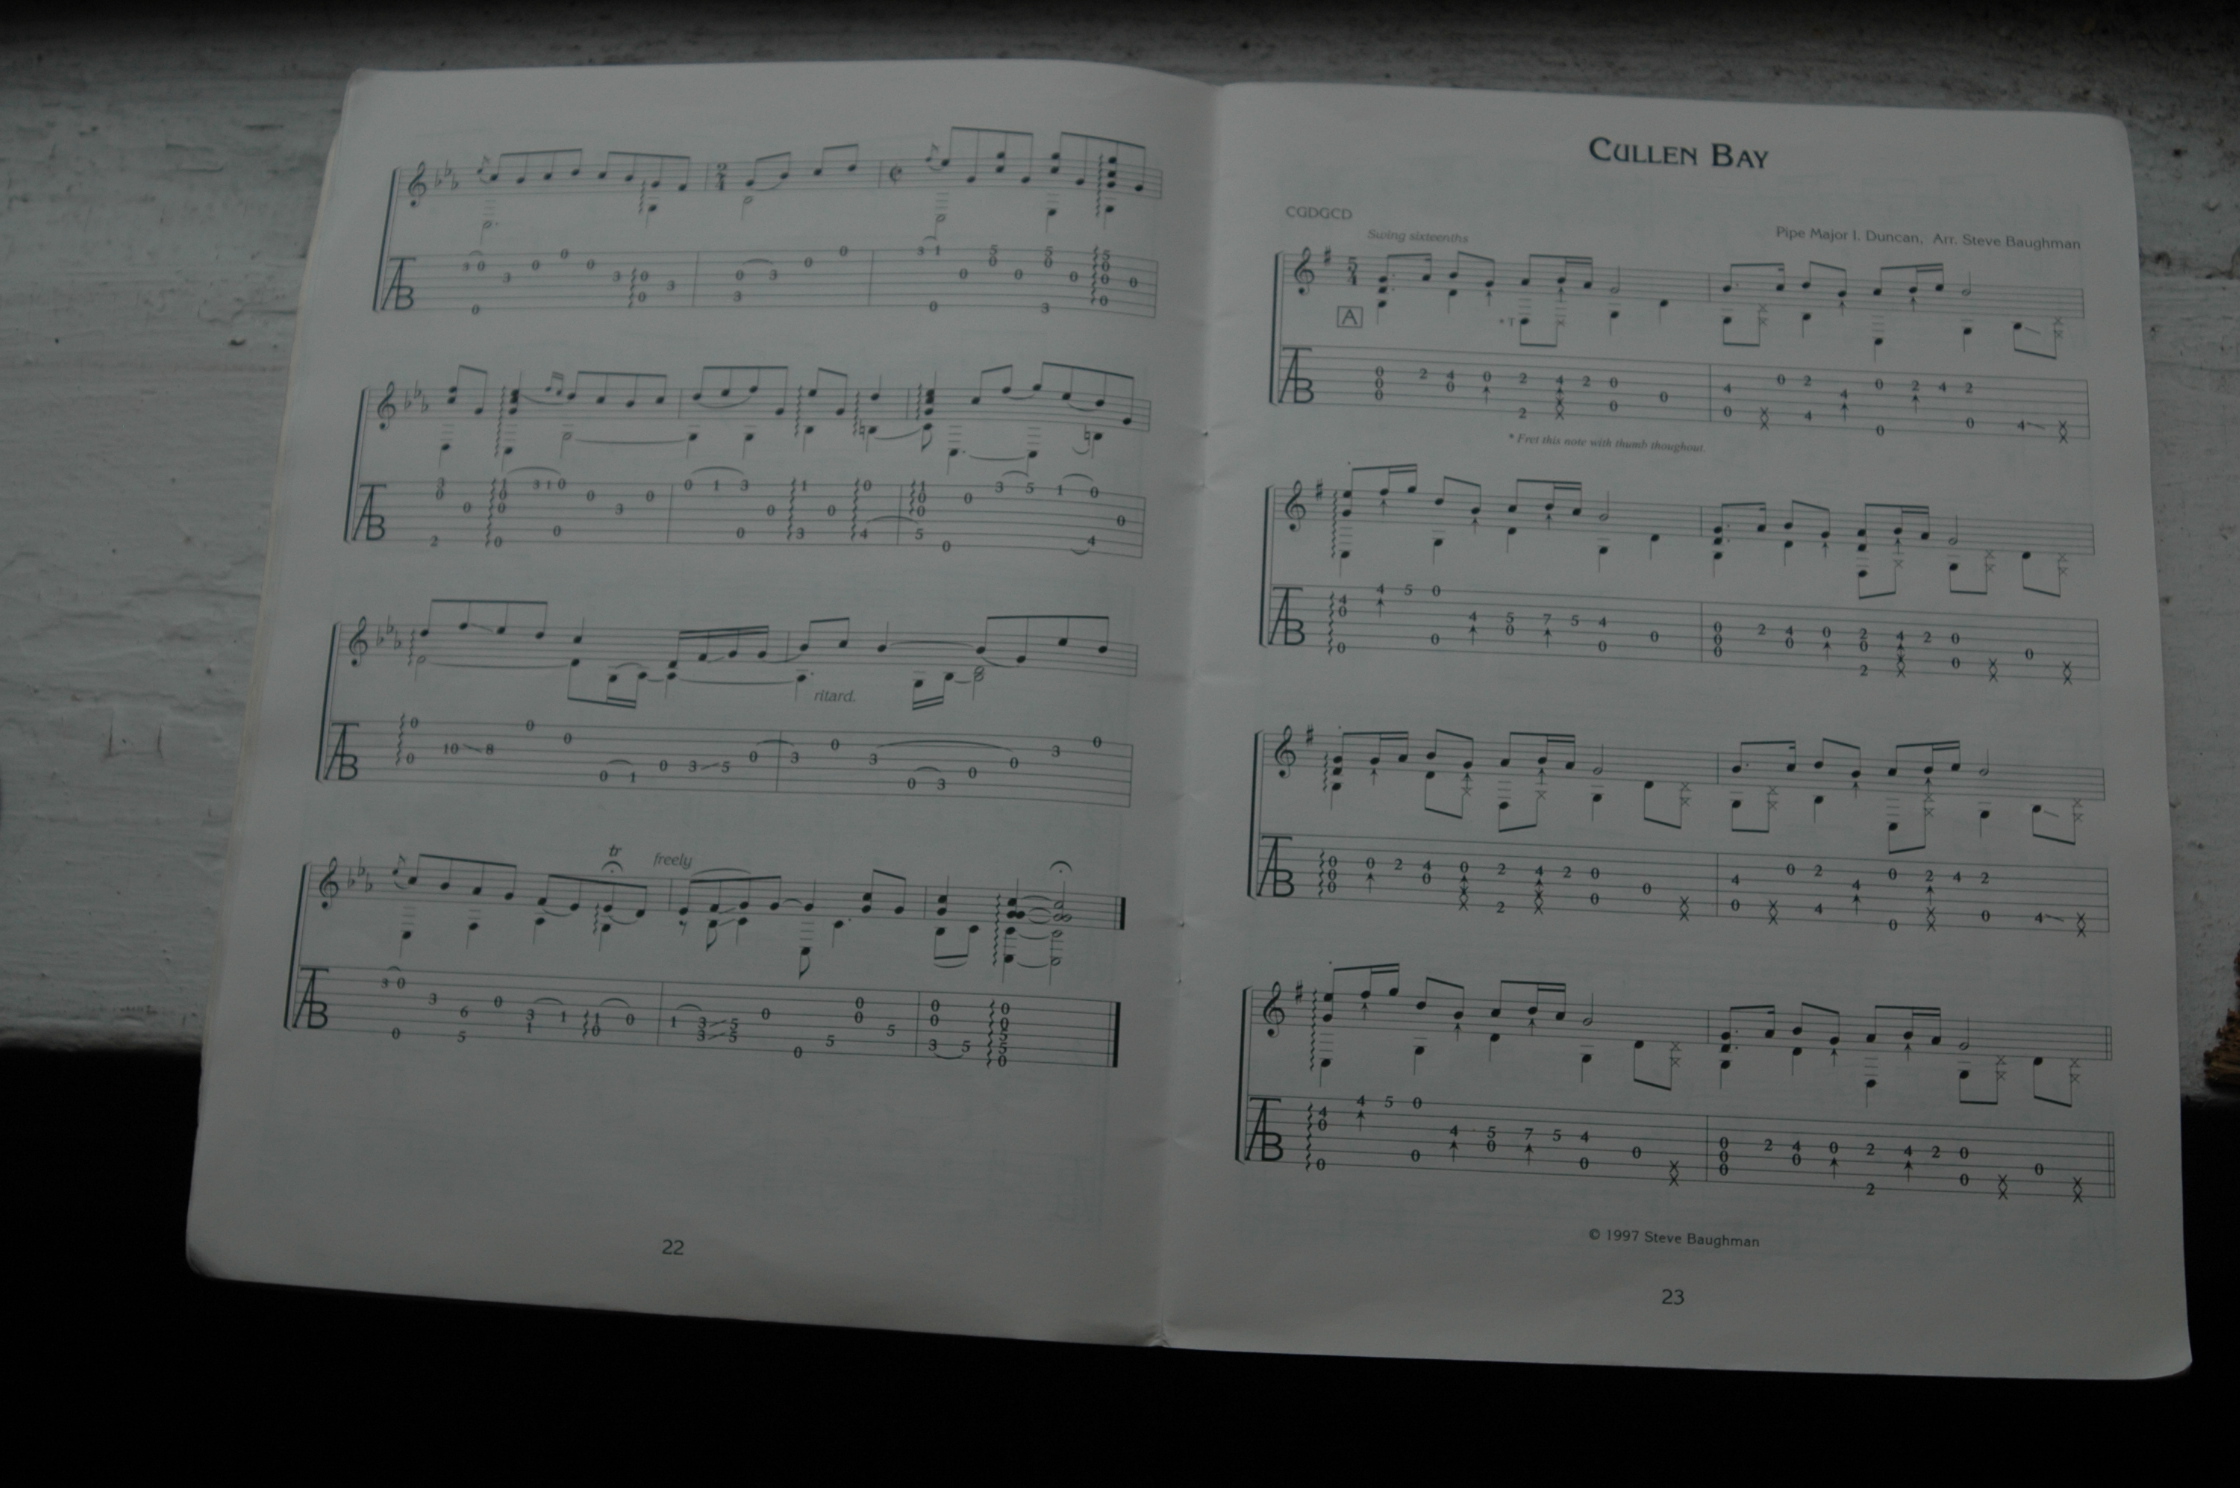 ritard.
freely
22
CULLEN BAY
Pipe Major I. Duncan, Arr. Steve Baughman
CGDGCD
Swing sixteenths
A
* T
* Fret this note with thumb thoughout.
© 1997 Steve Baughman
23